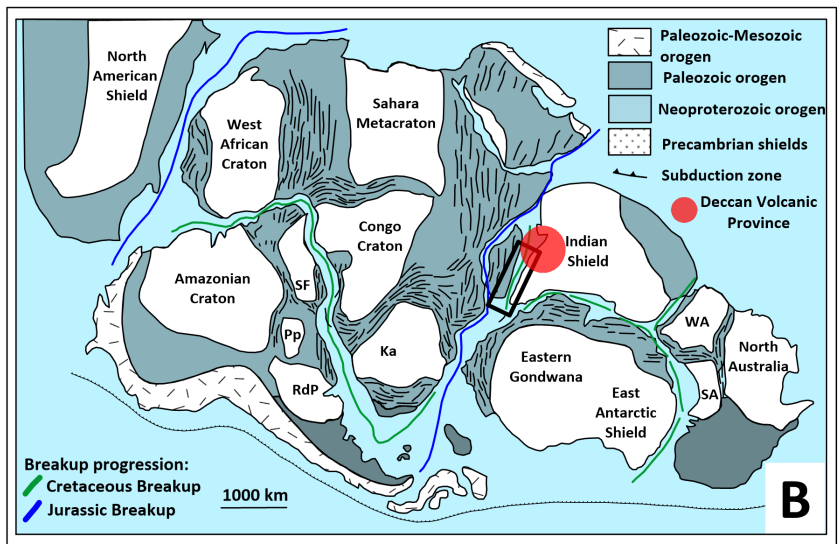 North
American
Shield
West
African
Craton
Sahara
Metacraton
Congo
Craton
Amazonian
Craton
SF
Pp
RdP
Ka
Indian
Shield
Eastern
Gondwana
East
Antarctic
Shield
WA
SA
North
Australia
Paleozoic-Mesozoic
orogen
Paleozoic orogen
Neoproterozoic orogen
Precambrian shields
Subduction zone
Deccan Volcanic
Province
Breakup progression:
Cretaceous Breakup
Jurassic Breakup
1000 km
B